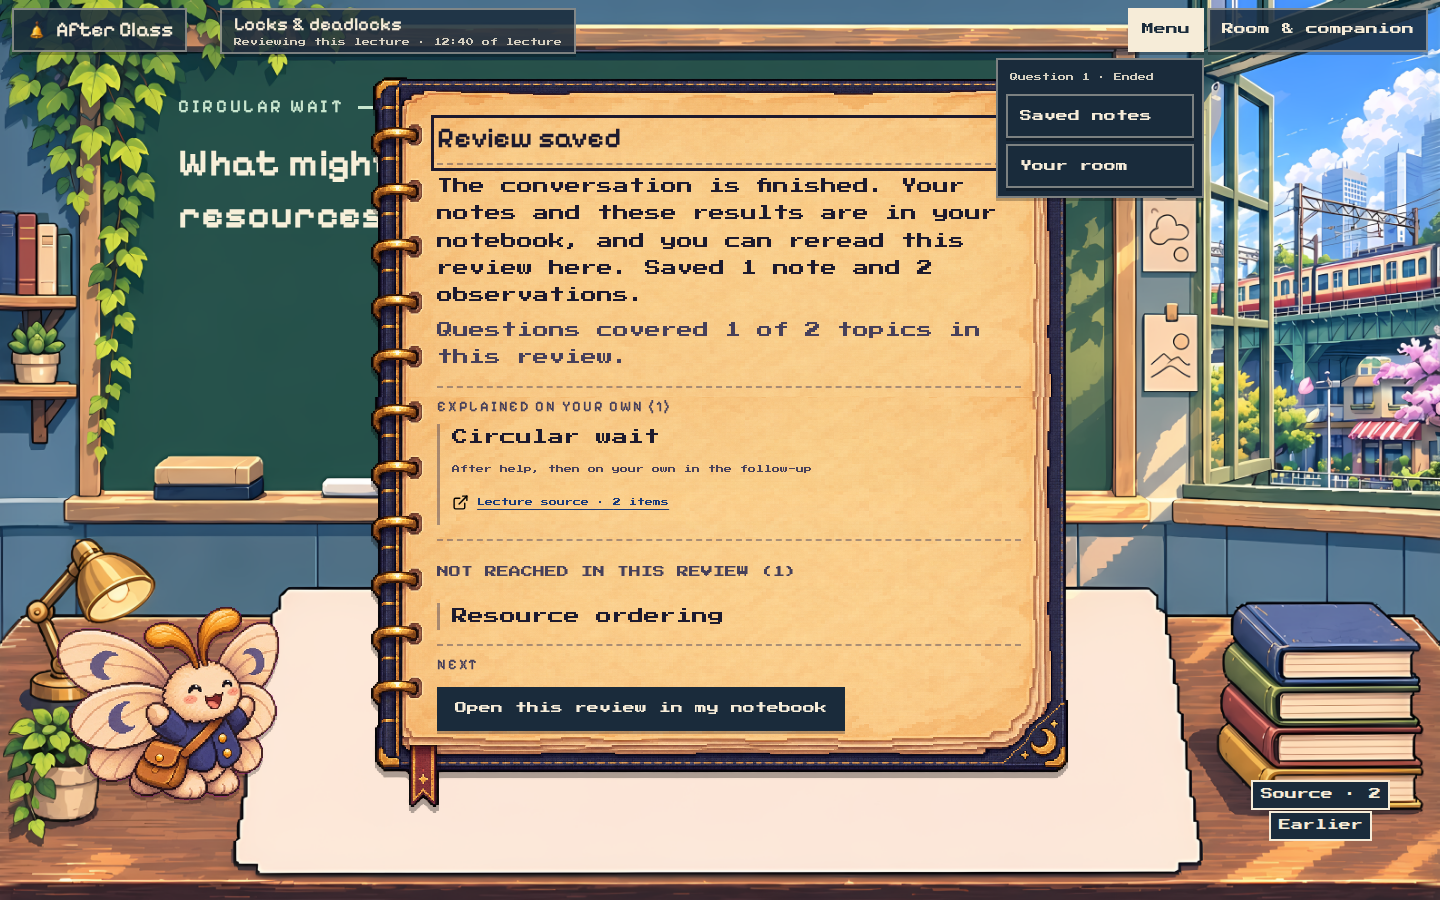 After Class
Locks & deadlocks
Reviewing this lecture · 12:40 of lecture
Menu
Room & companion
Question 1 · Ended
Saved notes
Your room
CIRCULAR WAIT —
What might
resources
Review saved
The conversation is finished. Your
notes and these results are in your
notebook, and you can reread this
review here. Saved 1 note and 2
observations.
Questions covered 1 of 2 topics in
this review.
EXPLAINED ON YOUR OWN (1)
Circular wait
After help, then on your own in the follow-up
Lecture source · 2 items
NOT REACHED IN THIS REVIEW (1)
Resource ordering
NEXT
Open this review in my notebook
Source · 2
Earlier